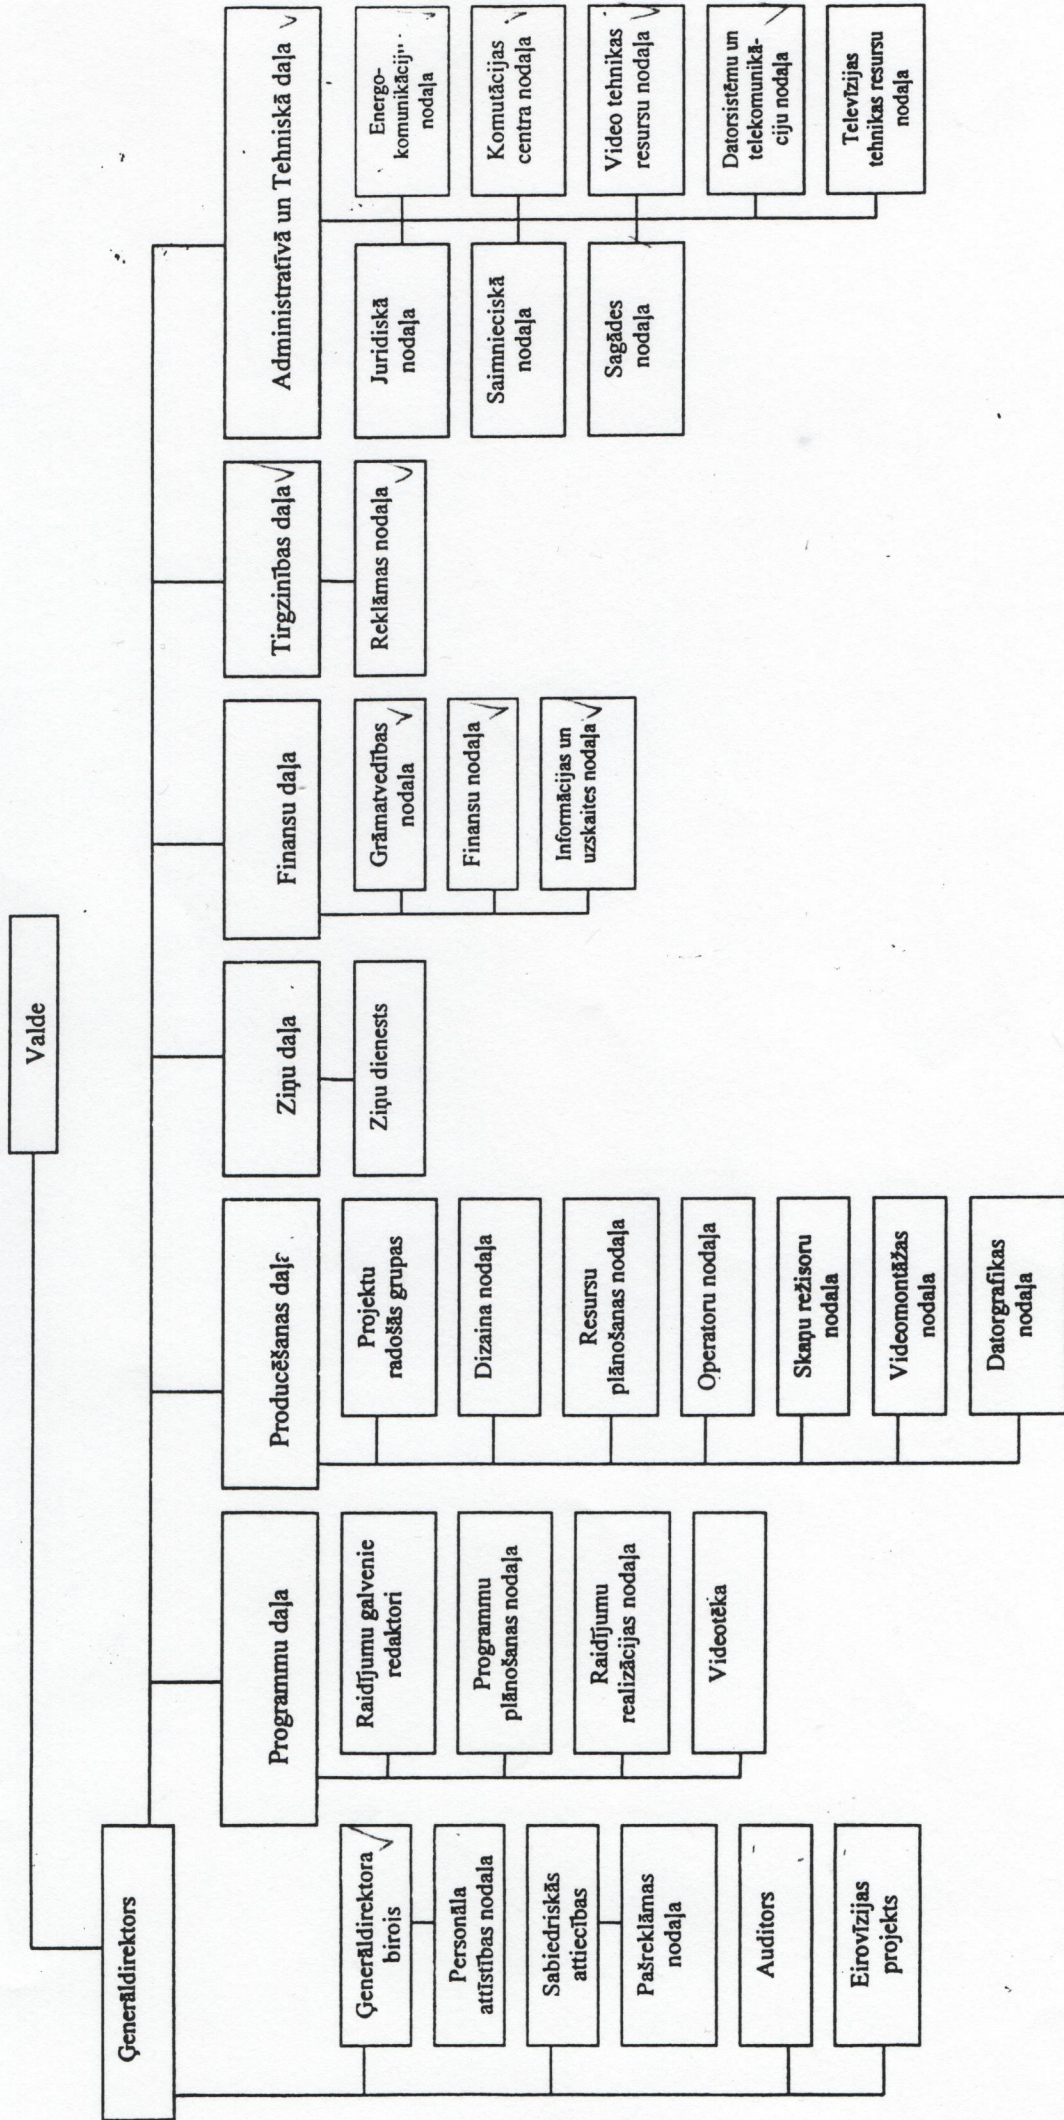 Valde
Ģenerāldirektors
Ģenerāldirektora
birojs
Personāla
attīstības nodaļa
Sabiedriskās
attiecības
Pašreklāmas
nodaļa
Auditors
Eirovīzijas
projekts
Programmu daļa
Raidījumu galvenie
redaktori
Programmu
plānošanas nodaļa
Raidījumu
realizācijas nodaļa
Videotēka
Producēšanas daļa
Projektu
radošās grupas
Dizaina nodaļa
Resursu
plānošanas nodaļa
Operatoru nodaļa
Skaņu režisoru
nodaļa
Videomontāžas
nodaļa
Datorgrafikas
nodaļa
Ziņu daļa
Ziņu dienests
Finansu daļa
Grāmatvedības
nodaļa
Finansu nodaļa
Informācijas un
uzskaites nodaļa
Tirgzinības daļa
Reklāmas nodaļa
Administratīvā un Tehniskā daļa
Juridiskā
nodaļa
Saimnieciskā
nodaļa
Sagādes
nodaļa
Energo-
komunikāciju
nodaļa
Komutācijas
centra nodaļa
Video tehnikas
resursu nodaļa
Datorsistēmu un
telekomunikā-
ciju nodaļa
Televīzijas
tehnikas resursu
nodaļa